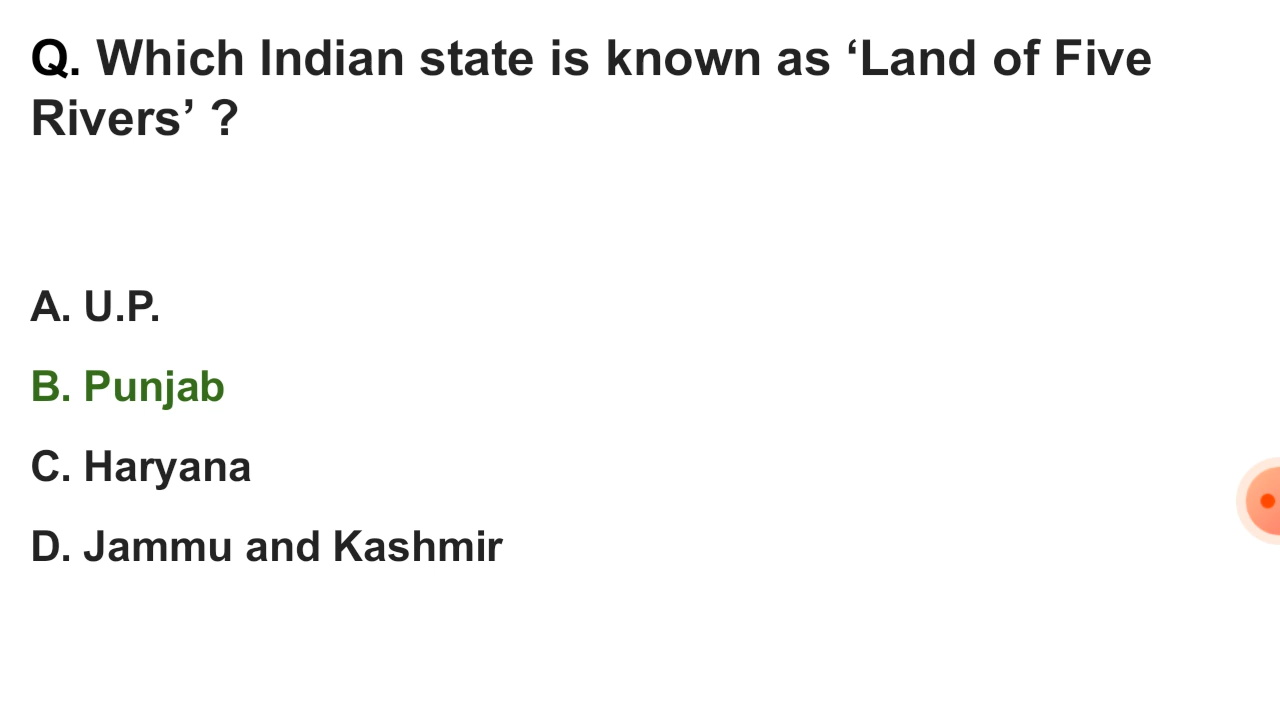 Q. Which Indian state is known as ‘Land of Five
Rivers’ ?
A. U.P.
B. Punjab
C. Haryana
D. Jammu and Kashmir